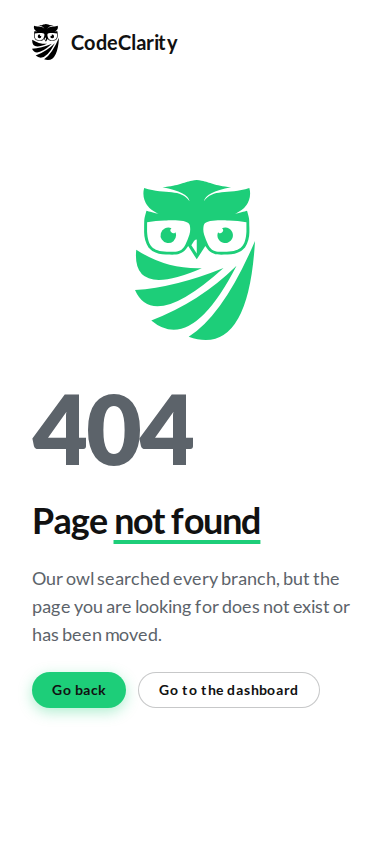 CodeClarity
404
Page not found
Our owl searched every branch, but the
page you are looking for does not exist or
has been moved.
Go back
Go to the dashboard